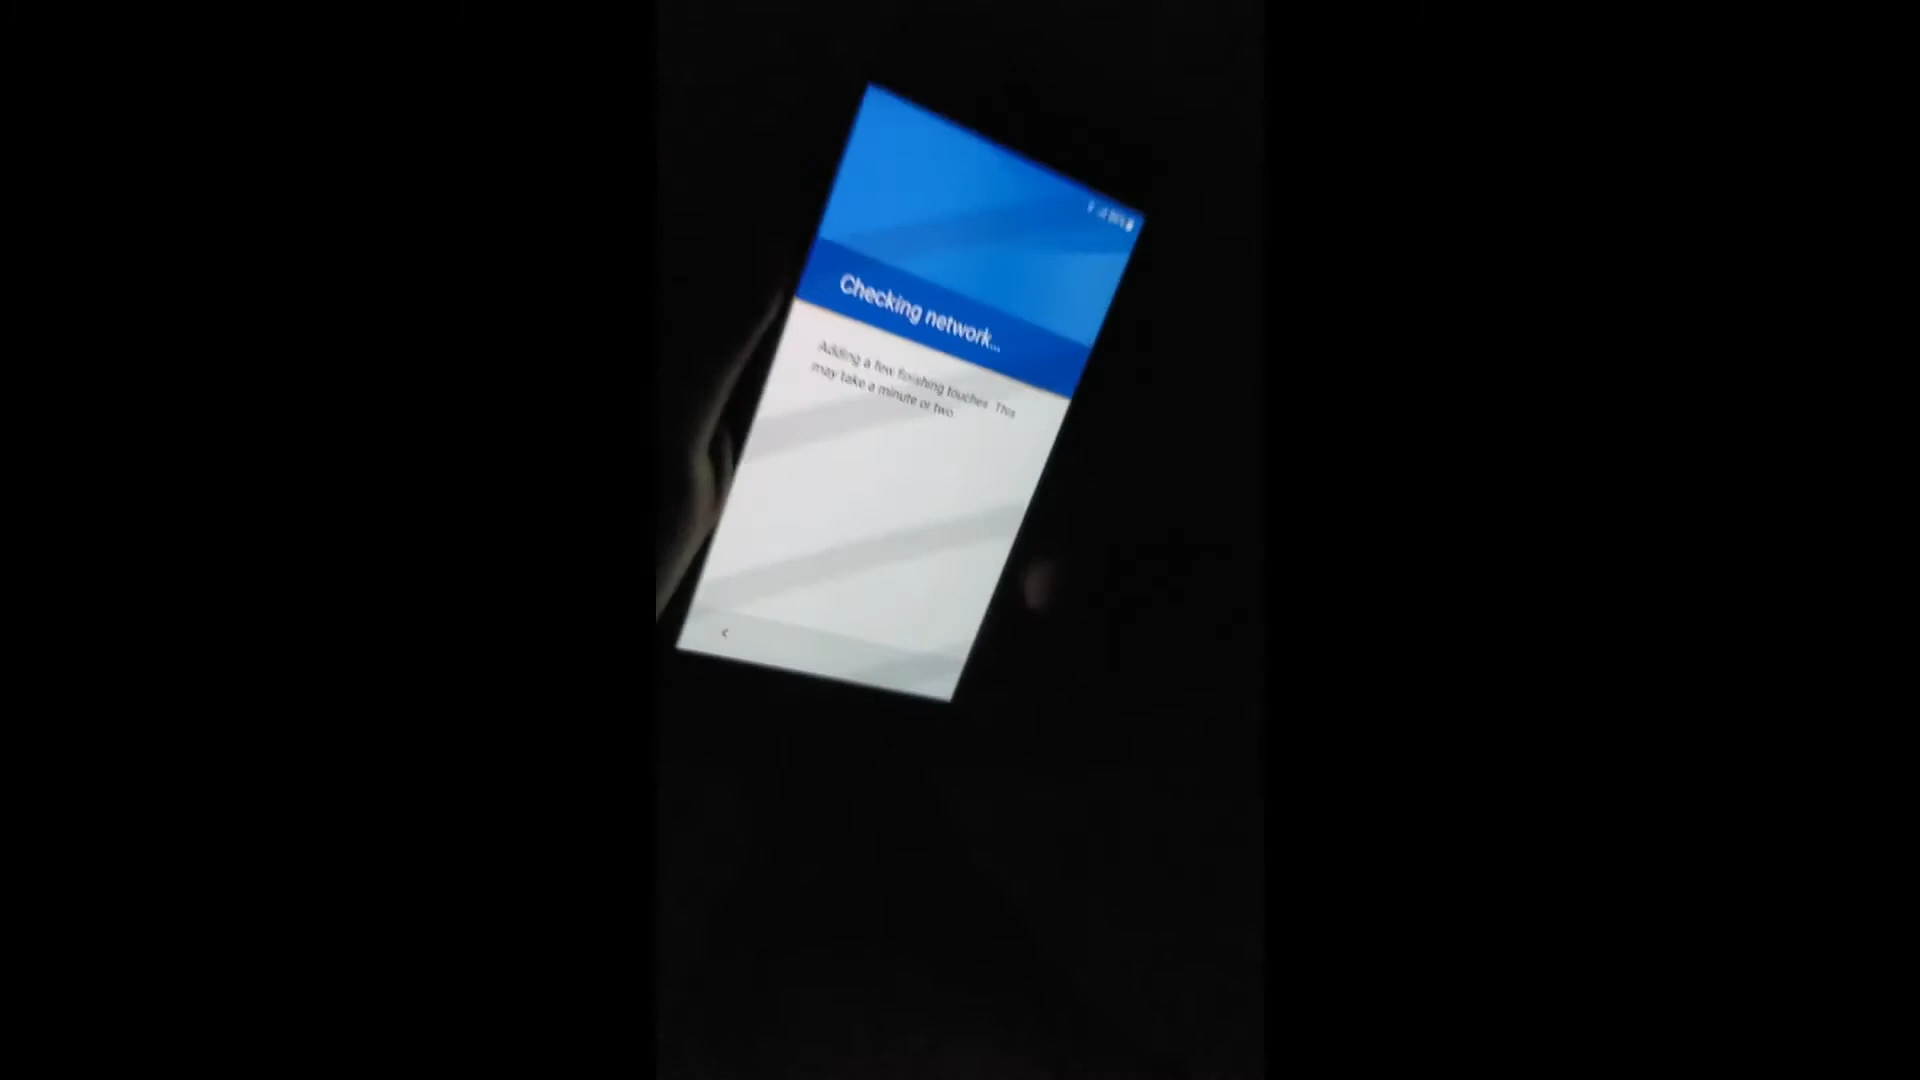 Checking network...
Adding a few finishing touches. This
may take a minute or two.